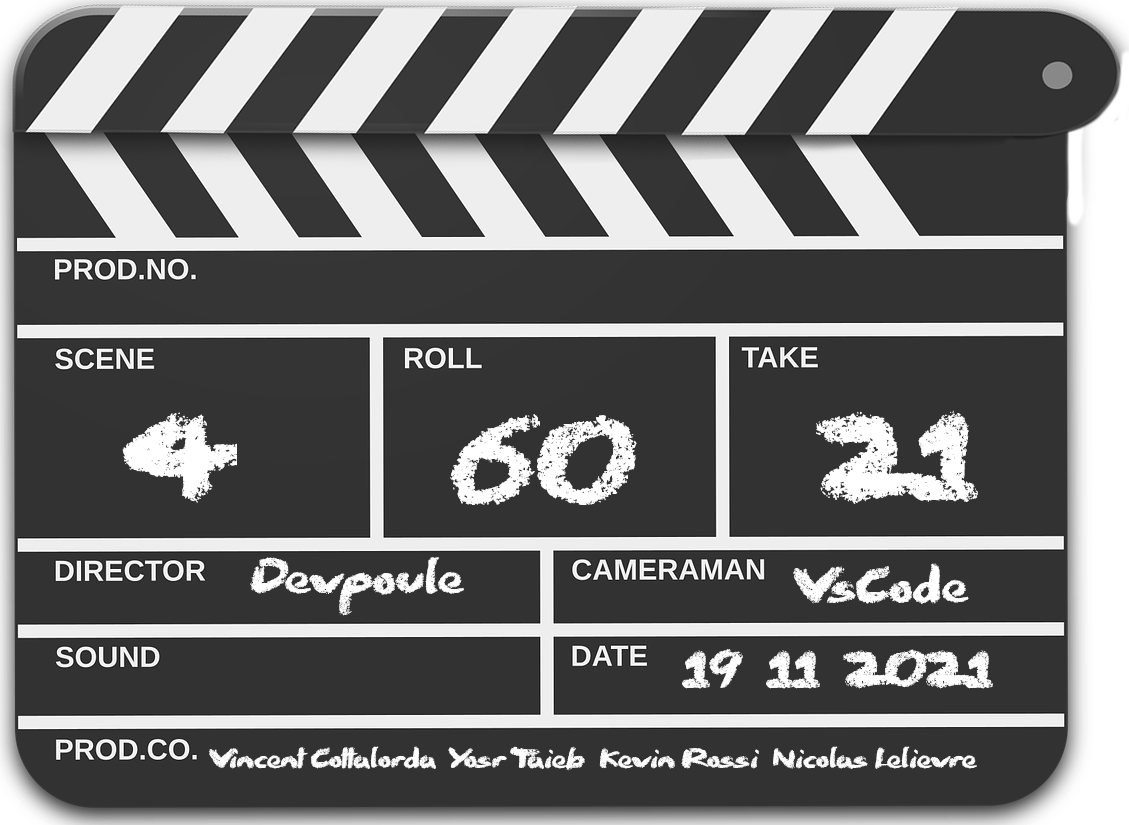 PROD.NO.
SCENE ROLL TAKE
4 60 21
DIRECTOR Devpoule CAMERAMAN VsCode
SOUND DATE 19 11 2021
PROD.CO. Vincent Cottalorda Yosr Taieb Kevin Rossi Nicolas Lelievre